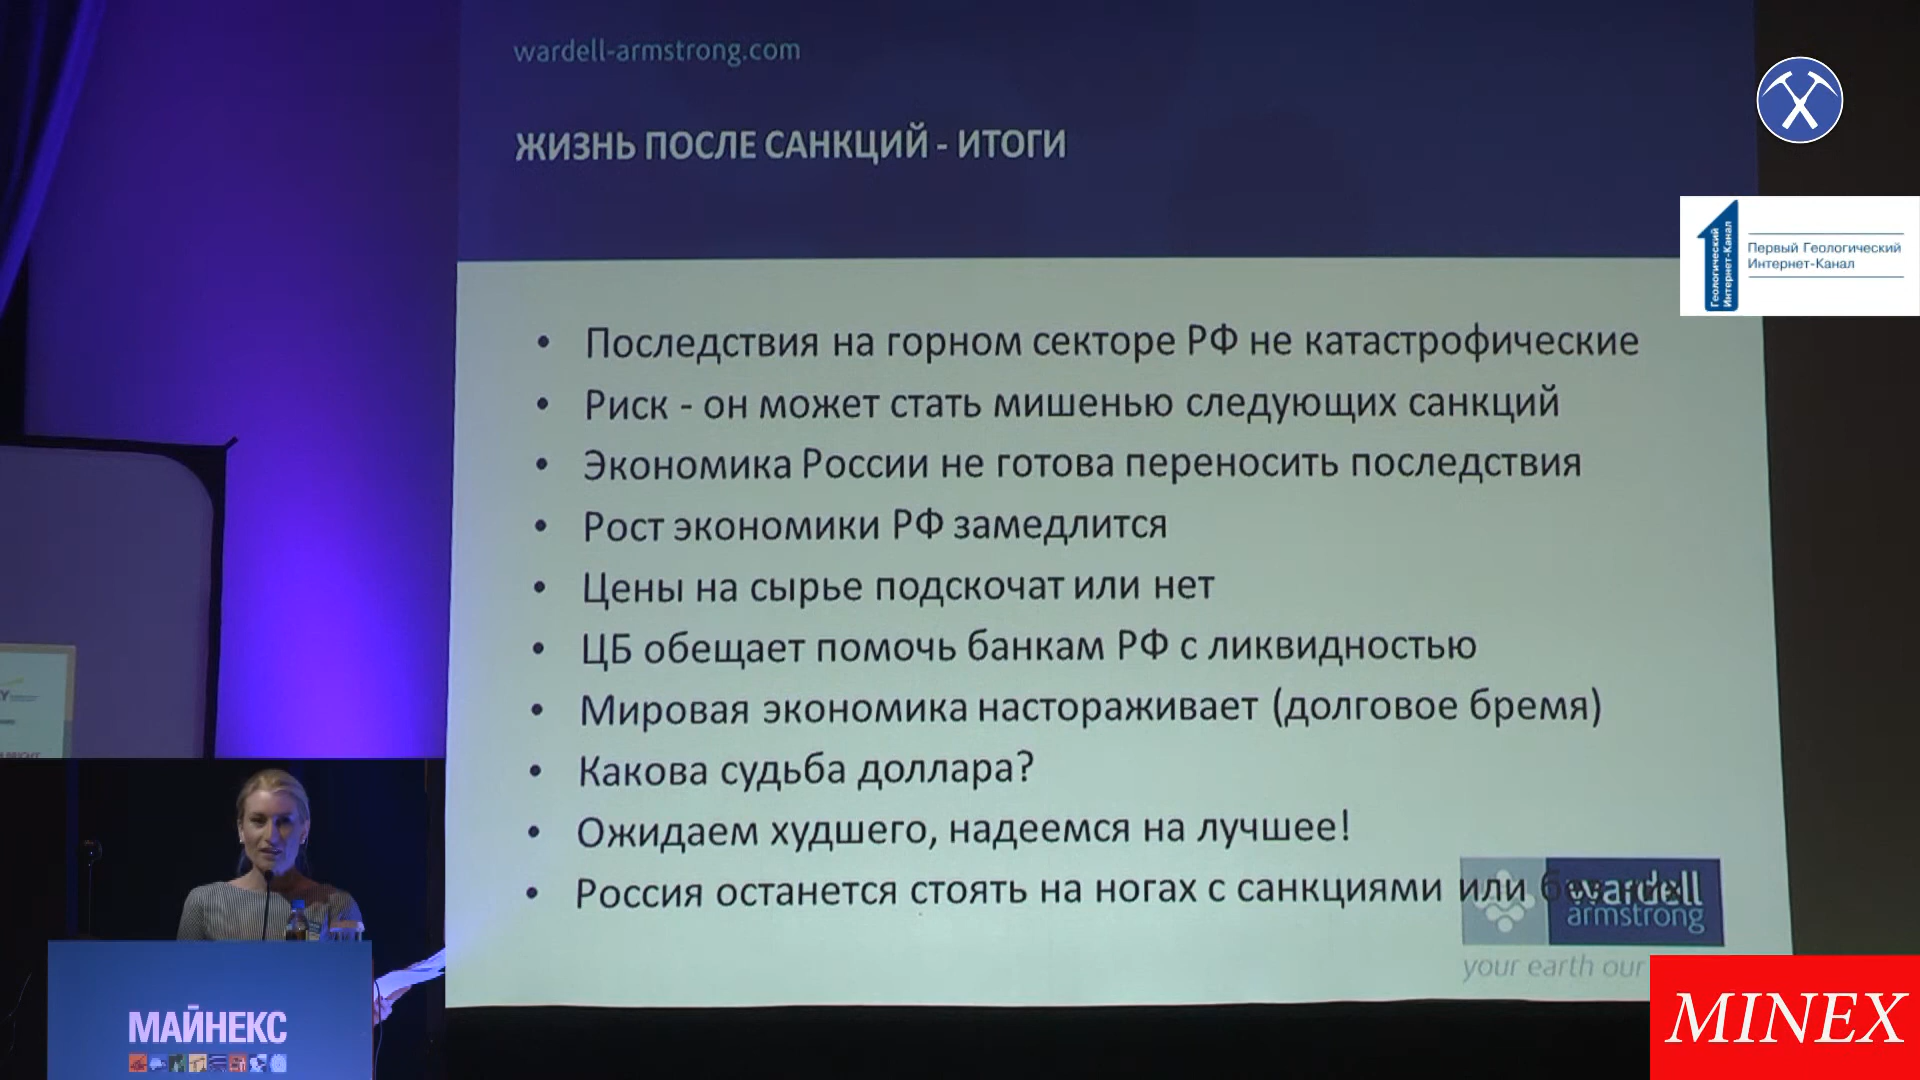 wardell-armstrong.com
ЖИЗНЬ ПОСЛЕ САНКЦИЙ - ИТОГИ
Геологический
Интернет-Канал
Первый Геологический
Интернет-Канал
• Последствия на горном секторе РФ не катастрофические
• Риск - он может стать мишенью следующих санкций
• Экономика России не готова переносить последствия
• Рост экономики РФ замедлится
• Цены на сырье подскочат или нет
• ЦБ обещает помочь банкам РФ с ликвидностью
• Мировая экономика настораживает (долговое бремя)
• Какова судьба доллара?
• Ожидаем худшего, надеемся на лучшее!
• Россия останется стоять на ногах с санкциями или
wardell
armstrong
your earth our
МАЙНЕКС
MINEX